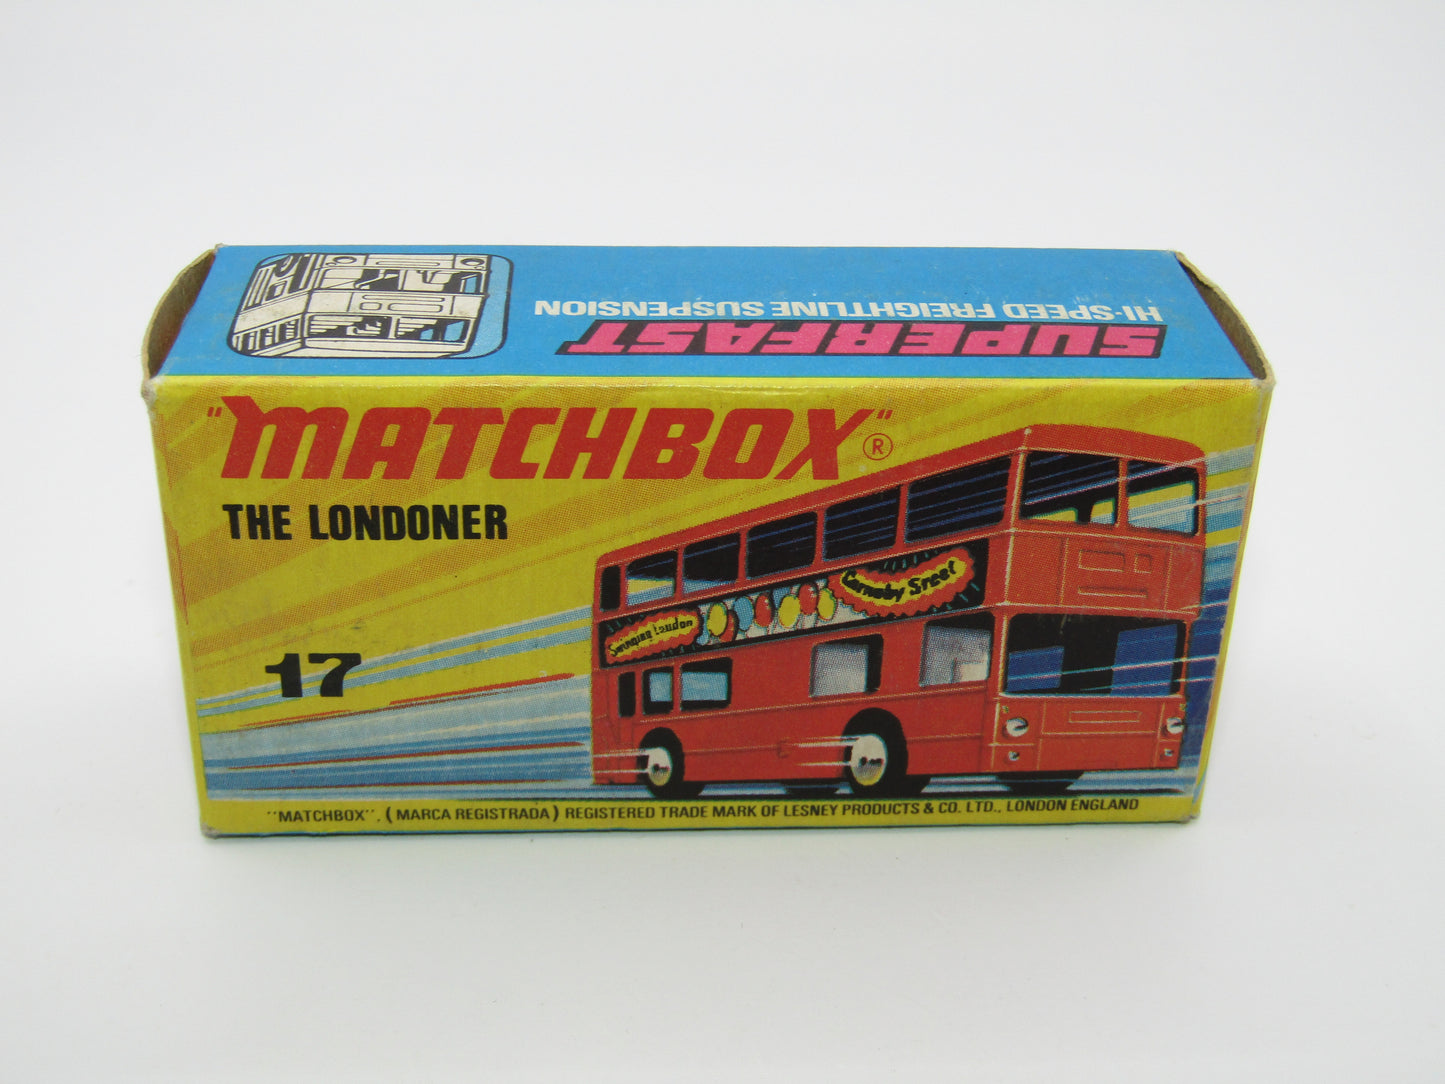 HI-SPEED FREIGHTLINE SUSPENSION
SUPERFAST
"MATCHBOX"®
THE LONDONER
Swinging London
Carnaby Street
17
"MATCHBOX", (MARCA REGISTRADA) REGISTERED TRADE MARK OF LESNEY PRODUCTS & CO. LTD., LONDON ENGLAND